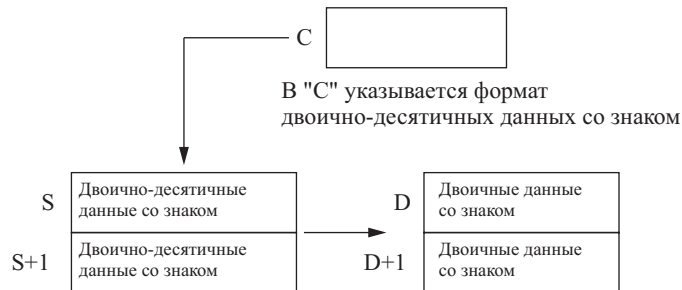 C
В "C" указывается формат
двоично-десятичных данных со знаком
S
Двоично-десятичные
данные со знаком
D
Двоичные данные
со знаком
S+1
Двоично-десятичные
данные со знаком
D+1
Двоичные данные
со знаком